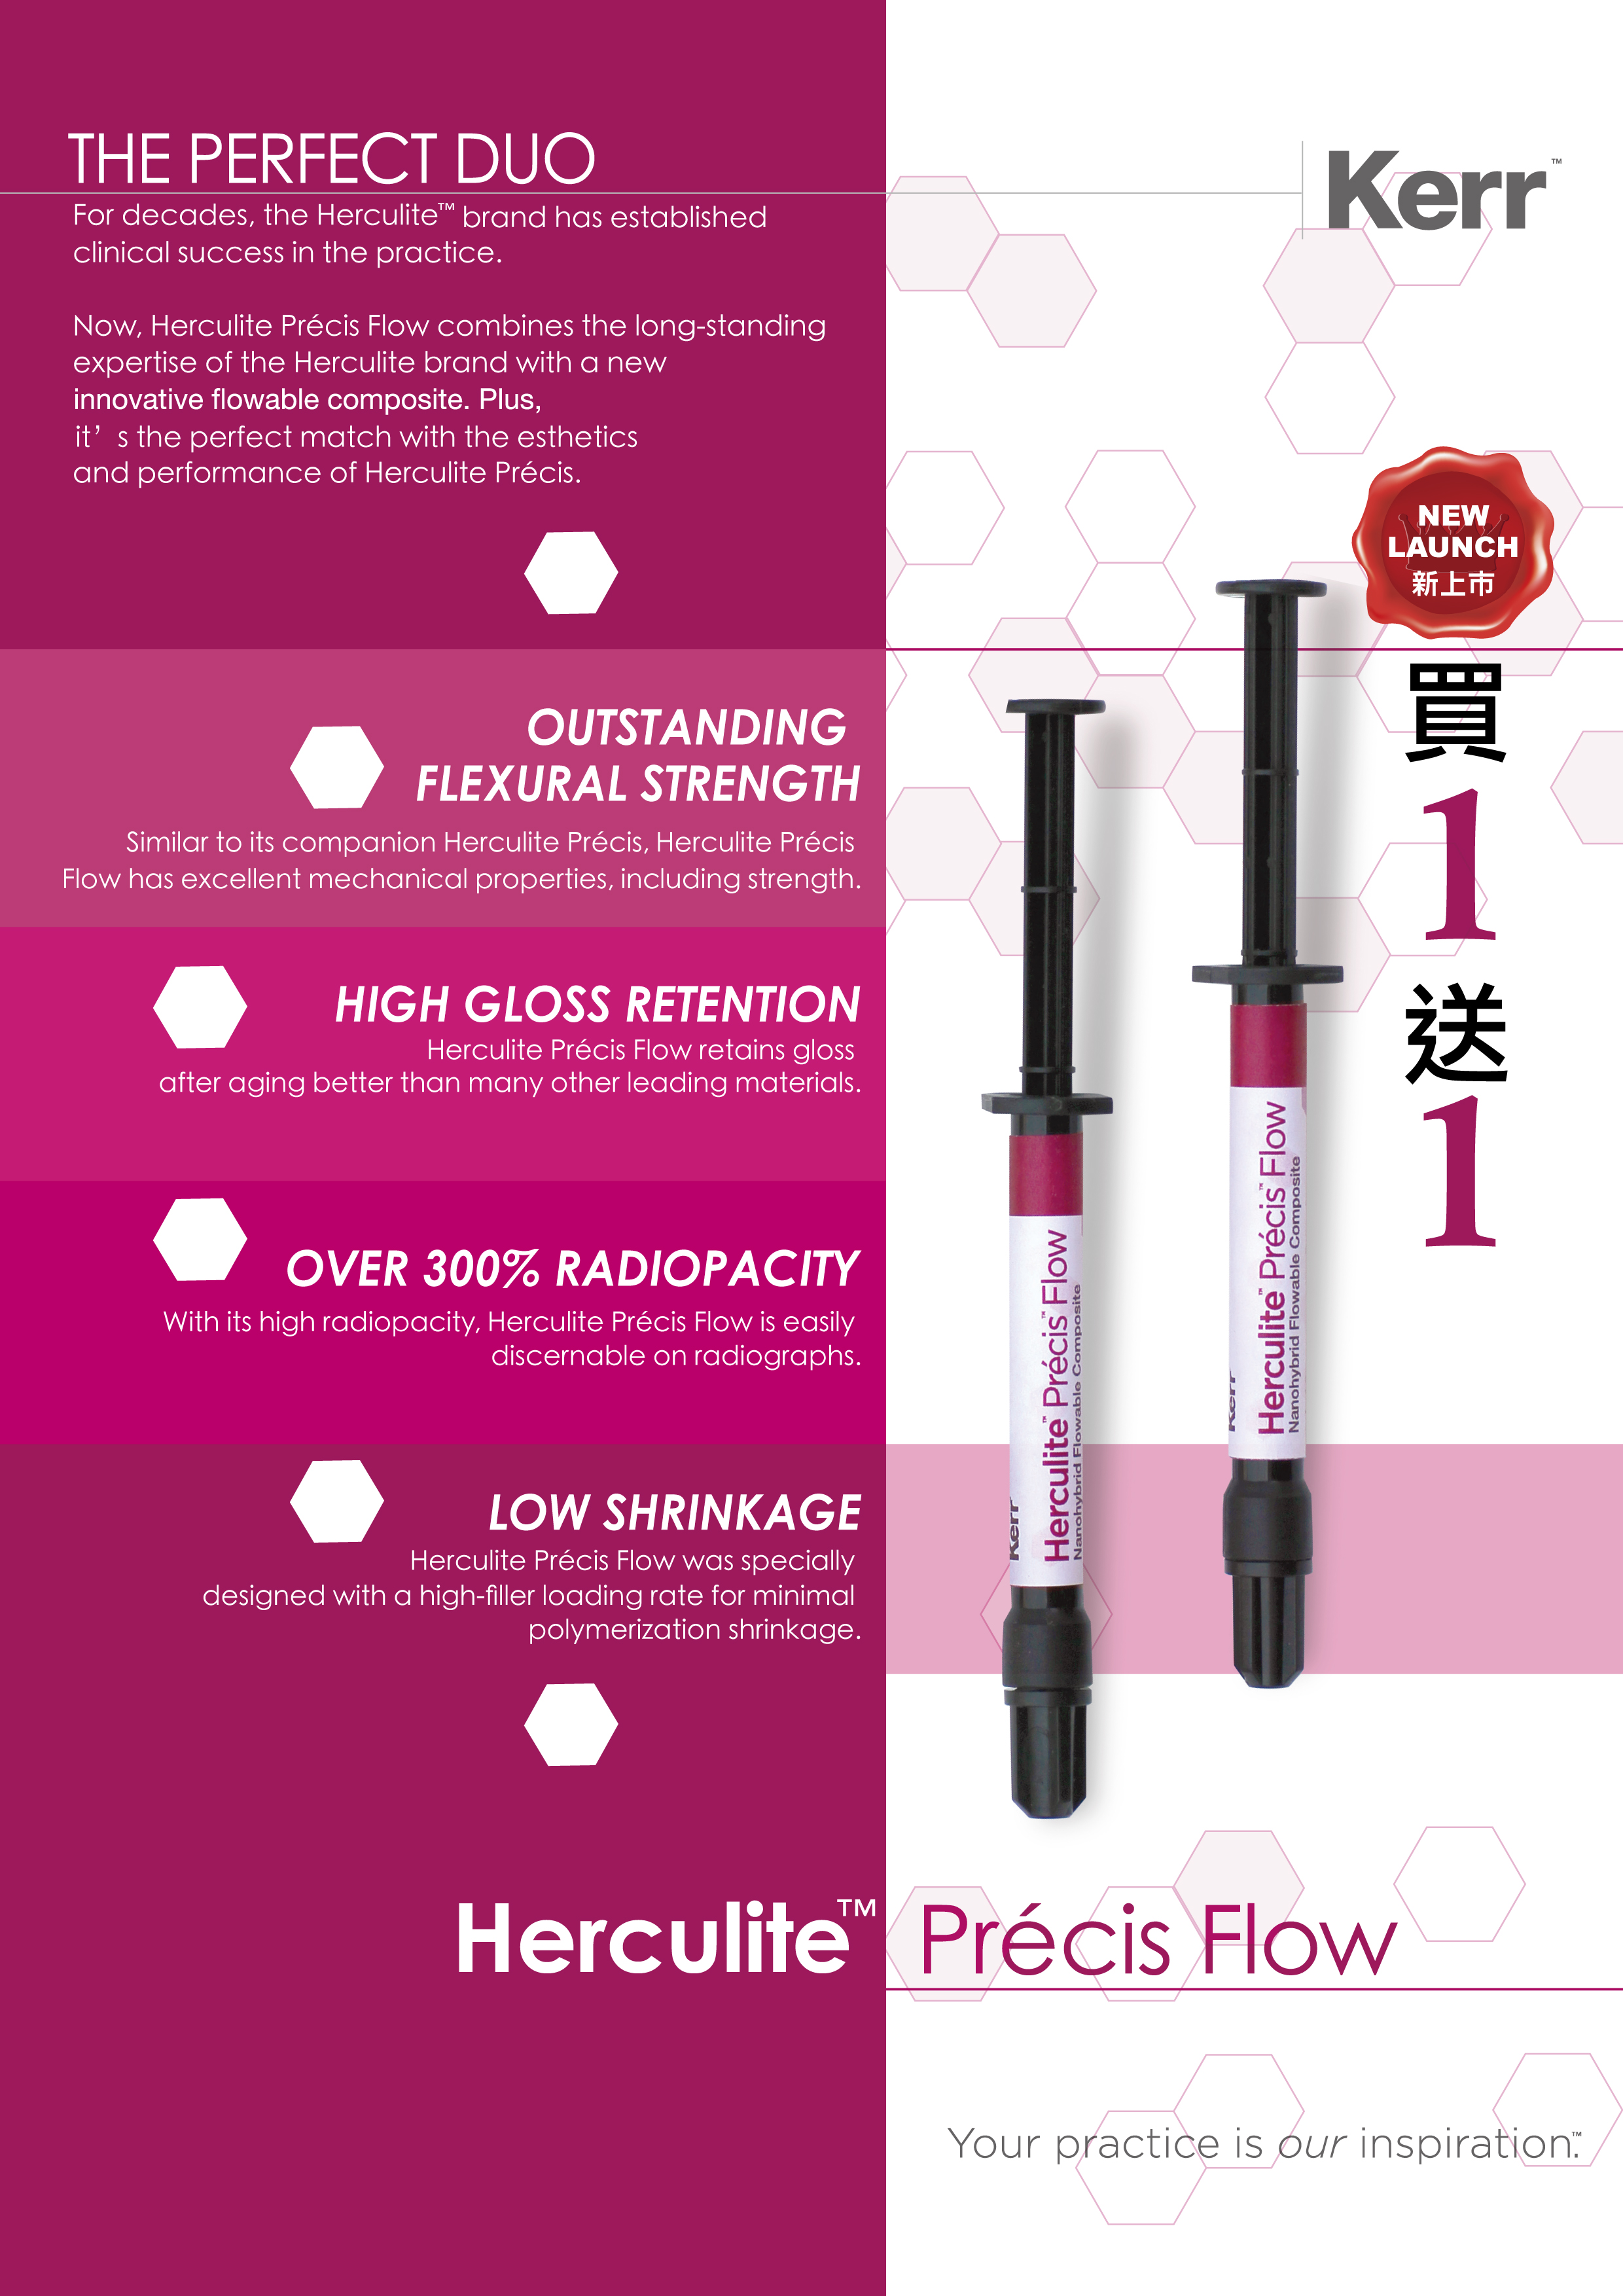 THE PERFECT DUO
For decades, the Herculite™ brand has established
clinical success in the practice.
Now, Herculite Précis Flow combines the long-standing
expertise of the Herculite brand with a new
innovative flowable composite. Plus,
it’ s the perfect match with the esthetics
and performance of Herculite Précis.
Kerr™
NEW
LAUNCH
新上市
買
1
送
1
OUTSTANDING
FLEXURAL STRENGTH
Similar to its companion Herculite Précis, Herculite Précis
Flow has excellent mechanical properties, including strength.
HIGH GLOSS RETENTION
Herculite Précis Flow retains gloss
after aging better than many other leading materials.
OVER 300% RADIOPACITY
With its high radiopacity, Herculite Précis Flow is easily
discernable on radiographs.
LOW SHRINKAGE
Herculite Précis Flow was specially
designed with a high-filler loading rate for minimal
polymerization shrinkage.
Kerr
Herculite™ Précis™ Flow
Nanohybrid Flowable Composite
Kerr
Herculite™ Précis™ Flow
Nanohybrid Flowable Composite
Herculite™ Précis Flow
Your practice is our inspiration.™